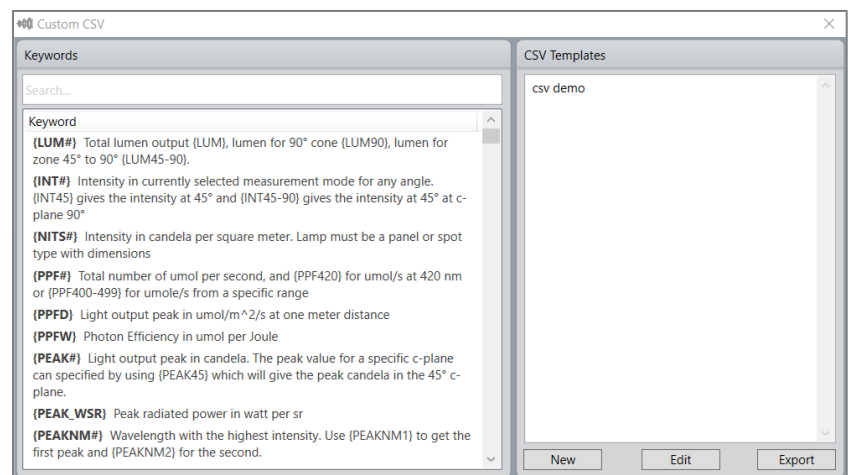 Custom CSV
Keywords
Search...
Keyword
{LUM#} Total lumen output {LUM}, lumen for 90° cone {LUM90}, lumen for
zone 45° to 90° {LUM45-90}.
{INT#} Intensity in currently selected measurement mode for any angle.
{INT45} gives the intensity at 45° and {INT45-90} gives the intensity at 45° at c-
plane 90°
{NITS#} Intensity in candela per square meter. Lamp must be a panel or spot
type with dimensions
{PPF#} Total number of umol per second, and {PPF420} for umol/s at 420 nm
or {PPF400-499} for umole/s from a specific range
{PPFD} Light output peak in umol/m^2/s at one meter distance
{PPFW} Photon Efficiency in umol per Joule
{PEAK#} Light output peak in candela. The peak value for a specific c-plane
can specified by using {PEAK45} which will give the peak candela in the 45° c-
plane.
{PEAK_WSR} Peak radiated power in watt per sr
{PEAKNM#} Wavelength with the highest intensity. Use {PEAKNM1} to get the
first peak and {PEAKNM2} for the second.
CSV Templates
csv demo
New Edit Export